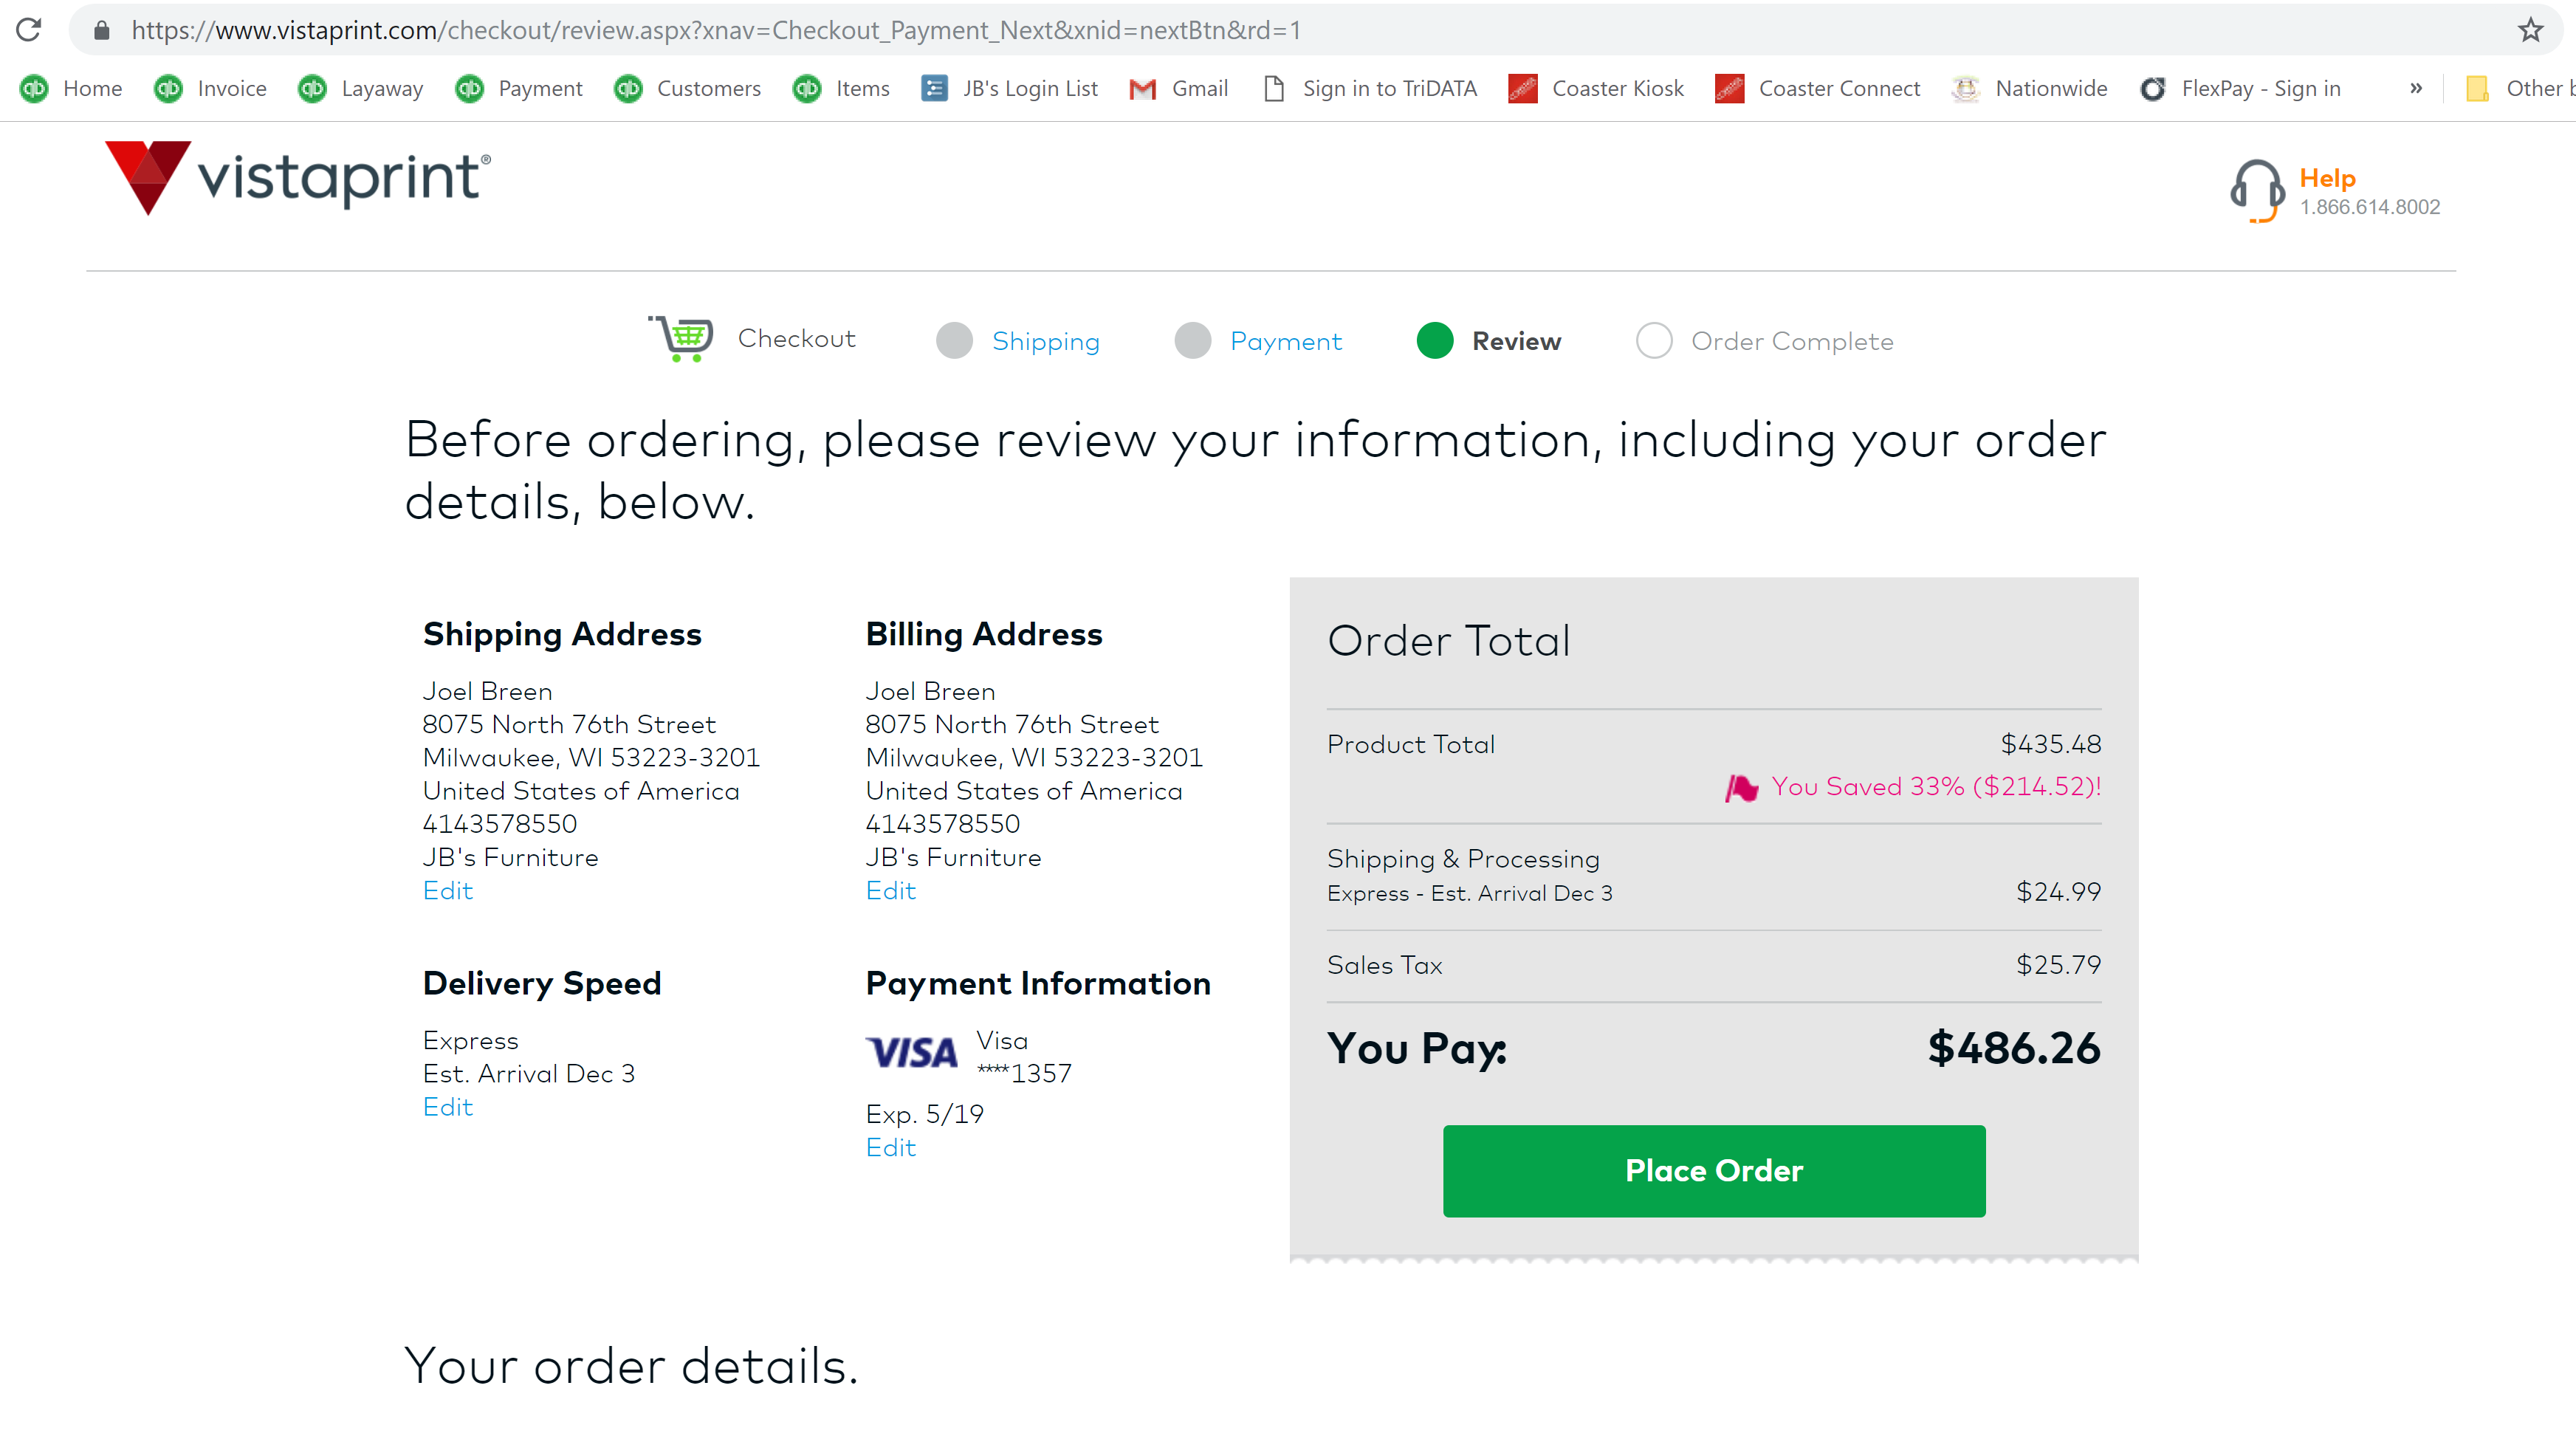 https://www.vistaprint.com/checkout/review.aspx?xnav=Checkout_Payment_Next&xnid=nextBtn&rd=1
Home Invoice Layaway Payment Customers Items JB's Login List Gmail Sign in to TriDATA Coaster Kiosk Coaster Connect Nationwide FlexPay - Sign in » Other b
vistaprint®
Help
1.866.614.8002
Checkout Shipping Payment Review Order Complete
Before ordering, please review your information, including your order
details, below.
Shipping Address
Joel Breen
8075 North 76th Street
Milwaukee, WI 53223-3201
United States of America
4143578550
JB's Furniture
Edit
Billing Address
Joel Breen
8075 North 76th Street
Milwaukee, WI 53223-3201
United States of America
4143578550
JB's Furniture
Edit
Delivery Speed
Express
Est. Arrival Dec 3
Edit
Payment Information
VISA Visa
****1357
Exp. 5/19
Edit
Order Total
Product Total $435.48
You Saved 33% ($214.52)!
Shipping & Processing
Express - Est. Arrival Dec 3 $24.99
Sales Tax $25.79
You Pay: $486.26
Place Order
Your order details.